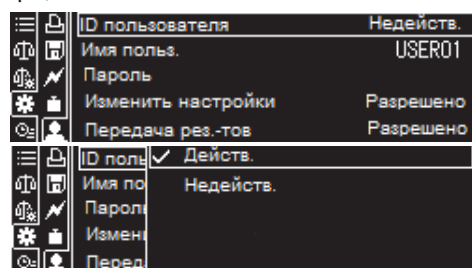 ID пользователя Недейств.
Имя польз. USER01
Пароль
Изменить настройки Разрешено
Передача рез.-тов Разрешено
ID поль ✓ Действ.
Имя по Недейств.
Пароль
Измен
Перед